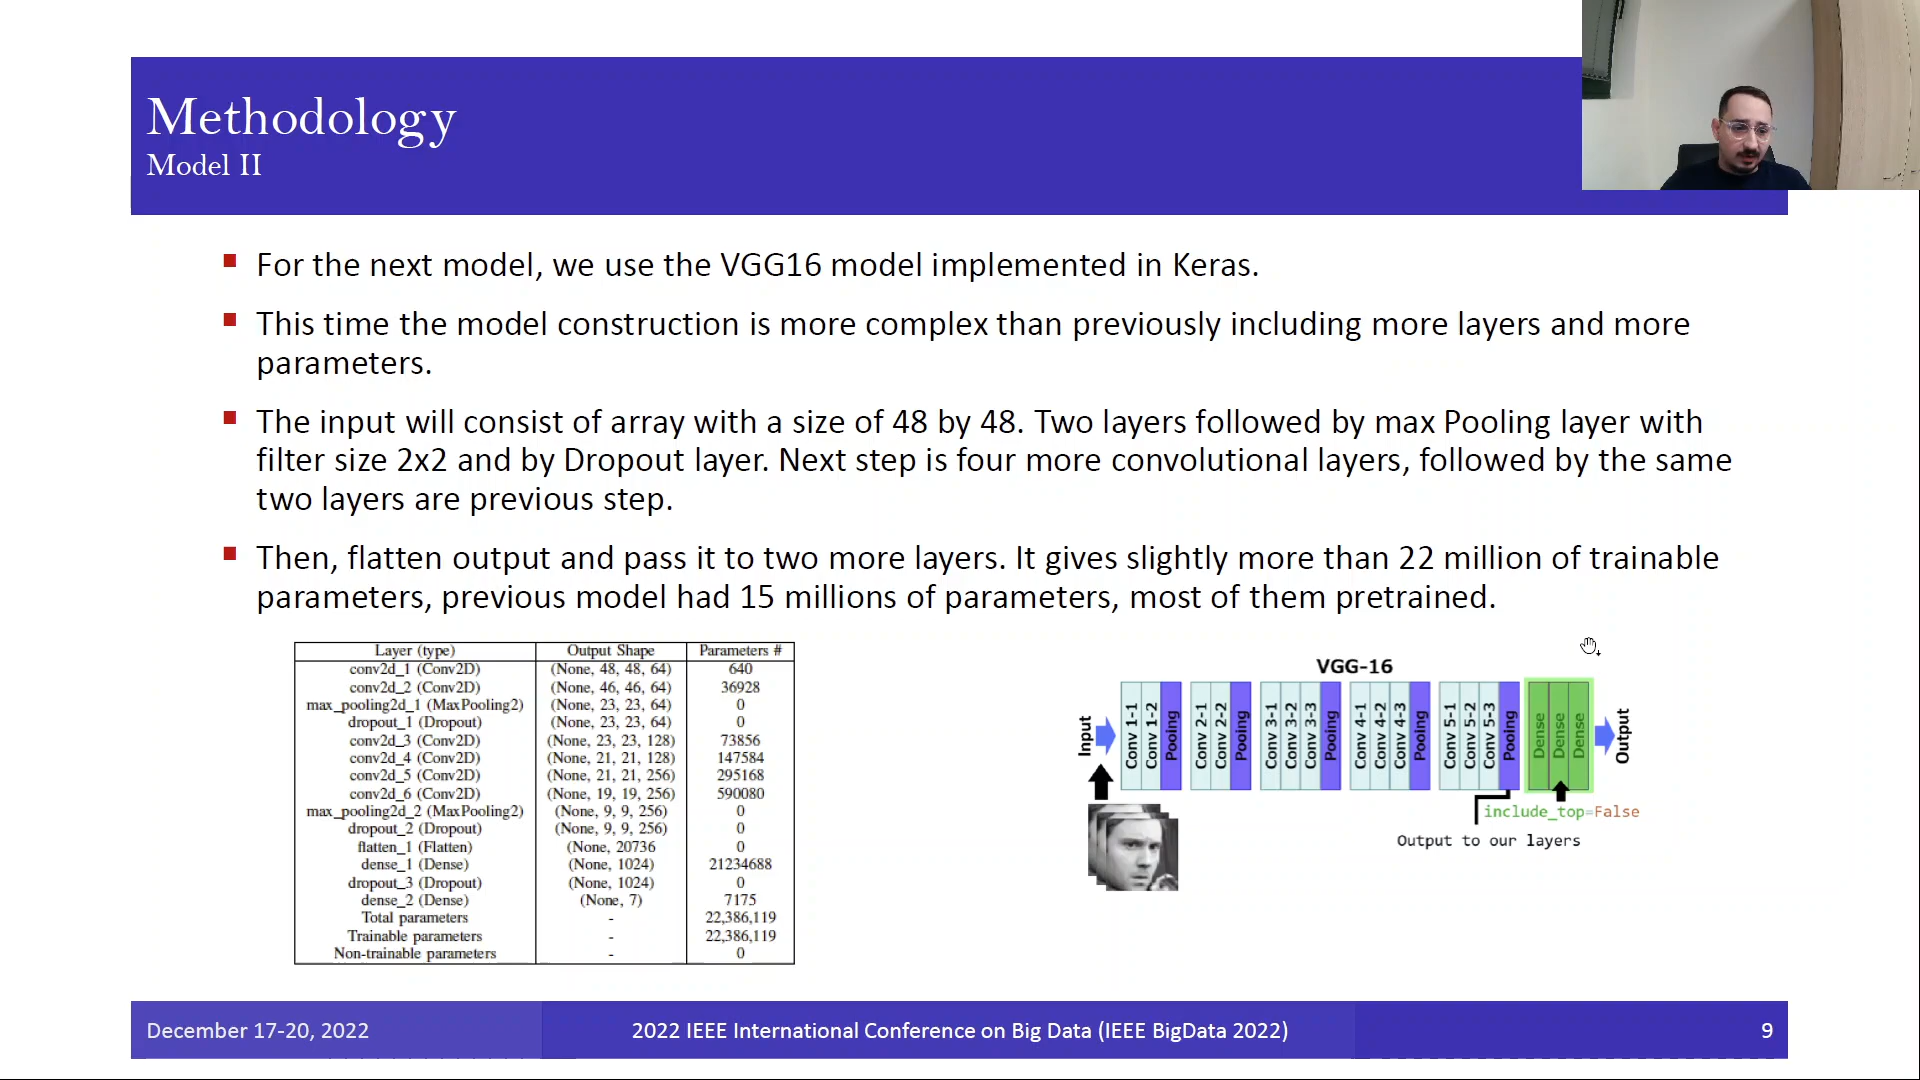 Methodology
Model II
For the next model, we use the VGG16 model implemented in Keras.
This time the model construction is more complex than previously including more layers and more
parameters.
The input will consist of array with a size of 48 by 48. Two layers followed by max Pooling layer with
filter size 2x2 and by Dropout layer. Next step is four more convolutional layers, followed by the same
two layers are previous step.
Then, flatten output and pass it to two more layers. It gives slightly more than 22 million of trainable
parameters, previous model had 15 millions of parameters, most of them pretrained.
Layer (type) Output Shape Parameters #
conv2d_1 (Conv2D) (None, 48, 48, 64) 640
conv2d_2 (Conv2D) (None, 46, 46, 64) 36928
max_pooling2d_1 (MaxPooling2) (None, 23, 23, 64) 0
dropout_1 (Dropout) (None, 23, 23, 64) 0
conv2d_3 (Conv2D) (None, 23, 23, 128) 73856
conv2d_4 (Conv2D) (None, 21, 21, 128) 147584
conv2d_5 (Conv2D) (None, 21, 21, 256) 295168
conv2d_6 (Conv2D) (None, 19, 19, 256) 590080
max_pooling2d_2 (MaxPooling2) (None, 9, 9, 256) 0
dropout_2 (Dropout) (None, 9, 9, 256) 0
flatten_1 (Flatten) (None, 20736 0
dense_1 (Dense) (None, 1024) 21234688
dropout_3 (Dropout) (None, 1024) 0
dense_2 (Dense) (None, 7) 7175
Total parameters - 22,386,119
Trainable parameters - 22,386,119
Non-trainable parameters - 0
VGG-16
Input
Conv 1-1
Conv 1-2
Pooling
Conv 2-1
Conv 2-2
Pooling
Conv 3-1
Conv 3-2
Conv 3-3
Pooling
Conv 4-1
Conv 4-2
Conv 4-3
Pooling
Conv 5-1
Conv 5-2
Conv 5-3
Pooling
Dense
Dense
Dense
Output
include_top=False
Output to our layers
December 17-20, 2022
2022 IEEE International Conference on Big Data (IEEE BigData 2022)
9